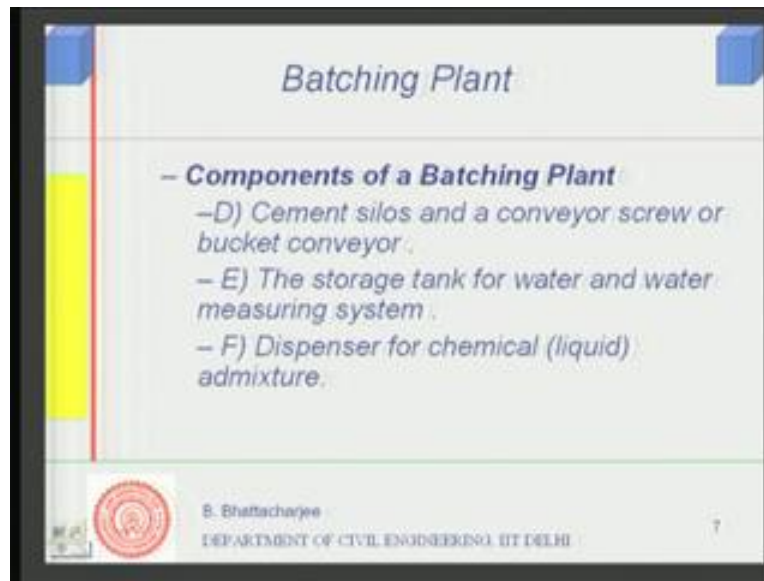 Batching Plant
– Components of a Batching Plant
–D) Cement silos and a conveyor screw or
bucket conveyor .
– E) The storage tank for water and water
measuring system .
– F) Dispenser for chemical (liquid)
admixture.
B. Bhattacharjee
DEPARTMENT OF CIVIL ENGINEERING, IIT DELHI
7